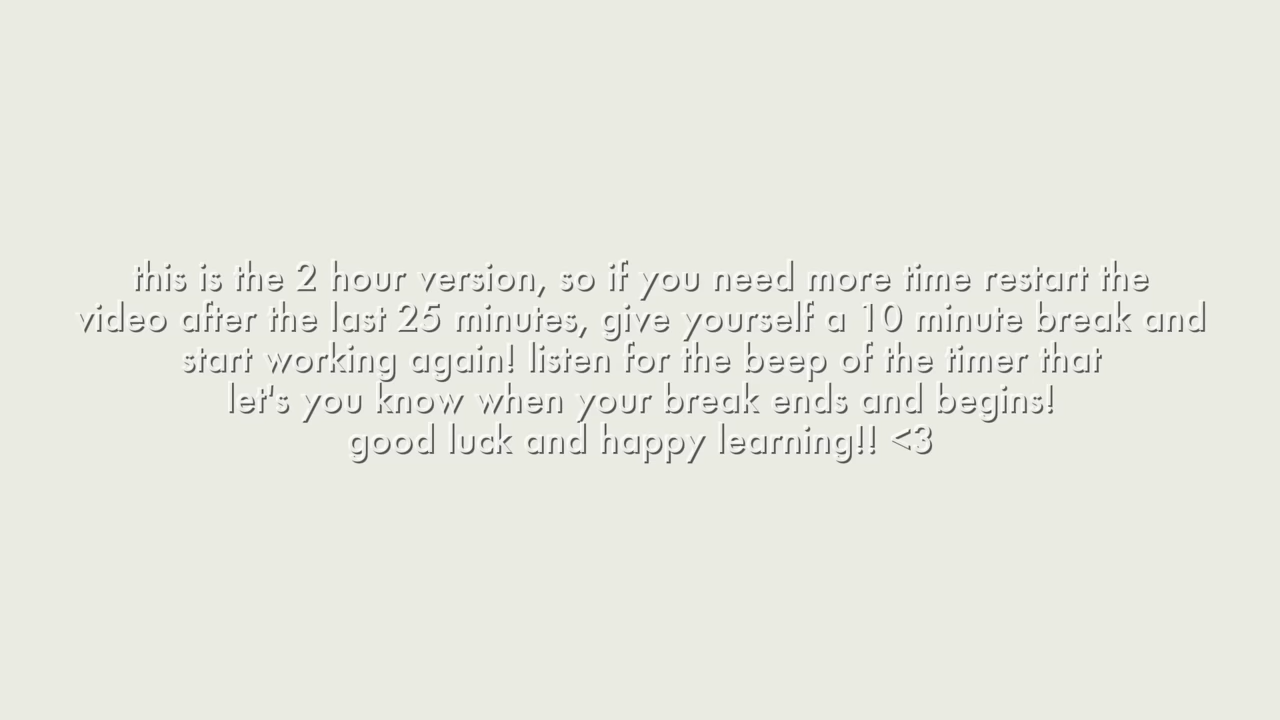 this is the 2 hour version, so if you need more time restart the
video after the last 25 minutes, give yourself a 10 minute break and
start working again! listen for the beep of the timer that
let's you know when your break ends and begins!
good luck and happy learning!! <3